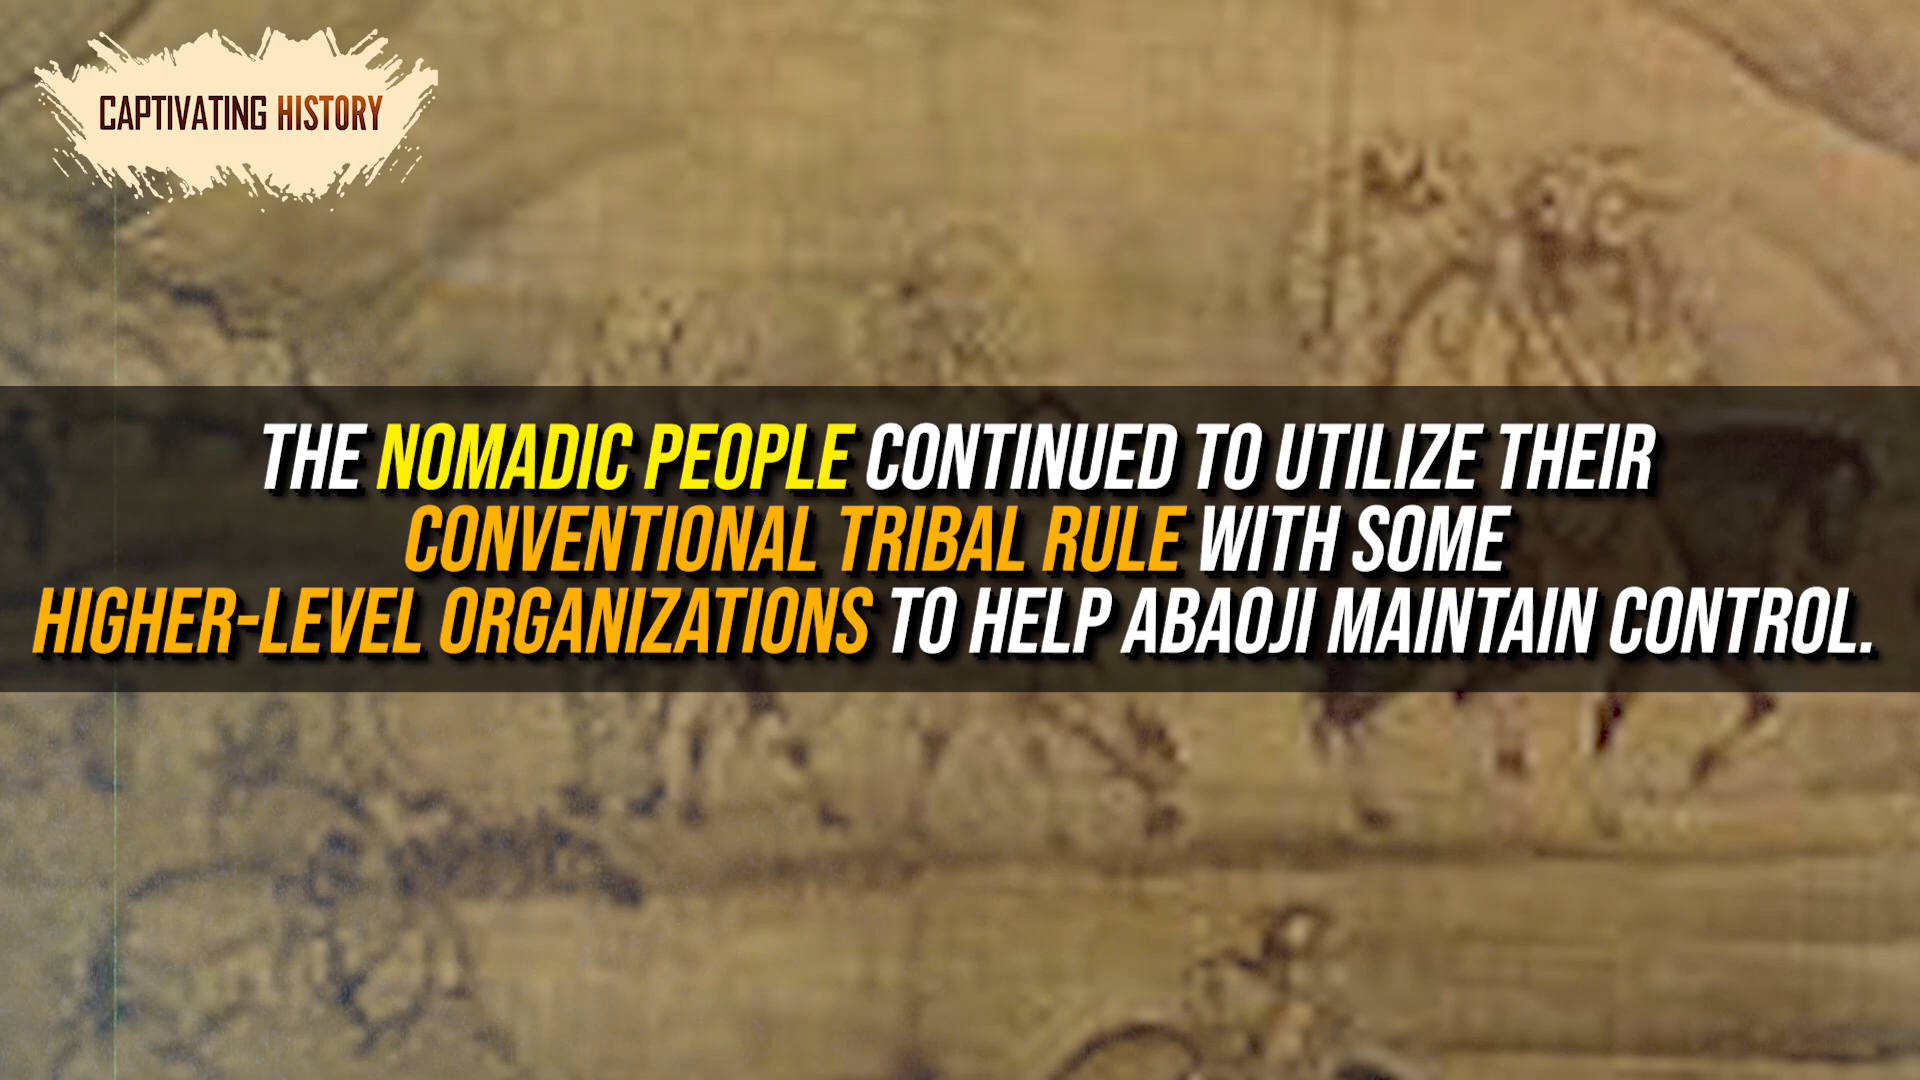 CAPTIVATING HISTORY
THE NOMADIC PEOPLE CONTINUED TO UTILIZE THEIR
CONVENTIONAL TRIBAL RULE WITH SOME
HIGHER-LEVEL ORGANIZATIONS TO HELP ABAOJI MAINTAIN CONTROL.